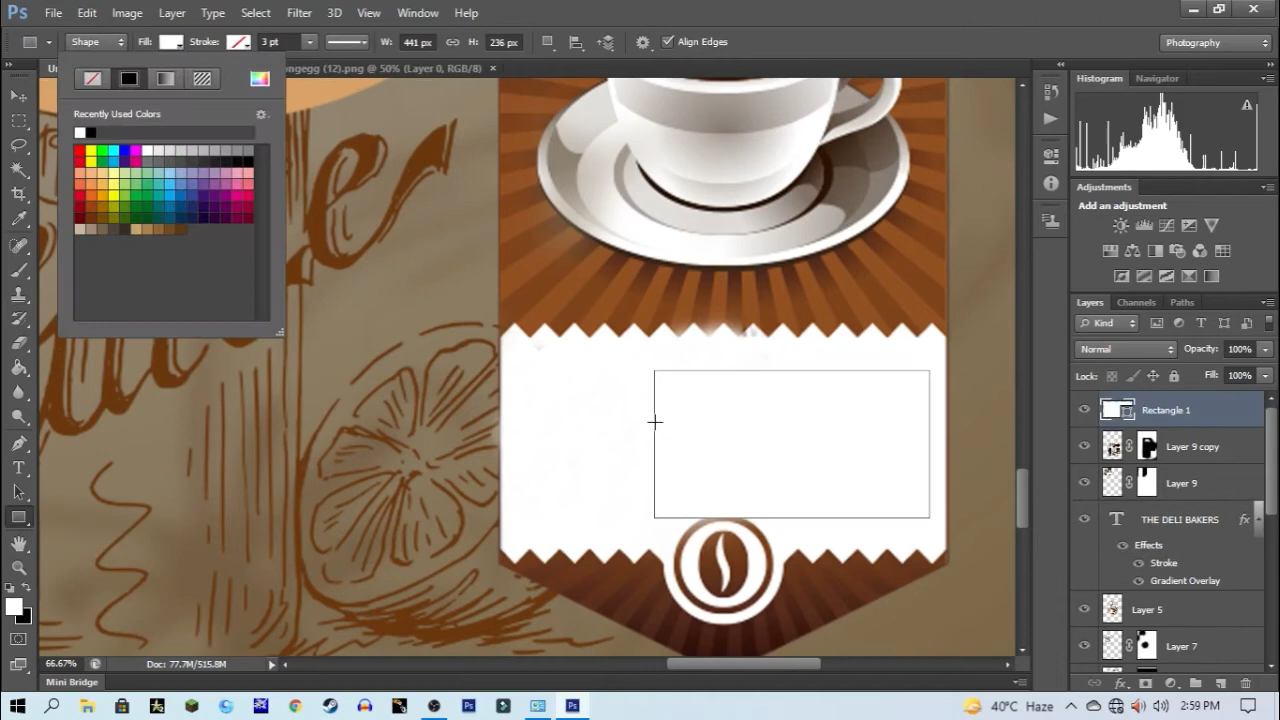 Ps File Edit Image Layer Type Select Filter 3D View Window Help
Shape Fill: Stroke: 3 pt W: 441 px H: 236 px Align Edges Photography
ongegg (12).png @ 50% (Layer 0, RGB/8) ×
Histogram Navigator
Recently Used Colors
Adjustments
Add an adjustment
Layers Channels Paths
Kind
Normal Opacity: 100%
Lock: Fill: 100%
Rectangle 1
Layer 9 copy
Layer 9
T THE DELI BAKERS fx
Effects
Stroke
Gradient Overlay
Layer 5
Layer 7
66.67% Doc: 77.7M/515.8M
Mini Bridge
40°C Haze 2:59 PM